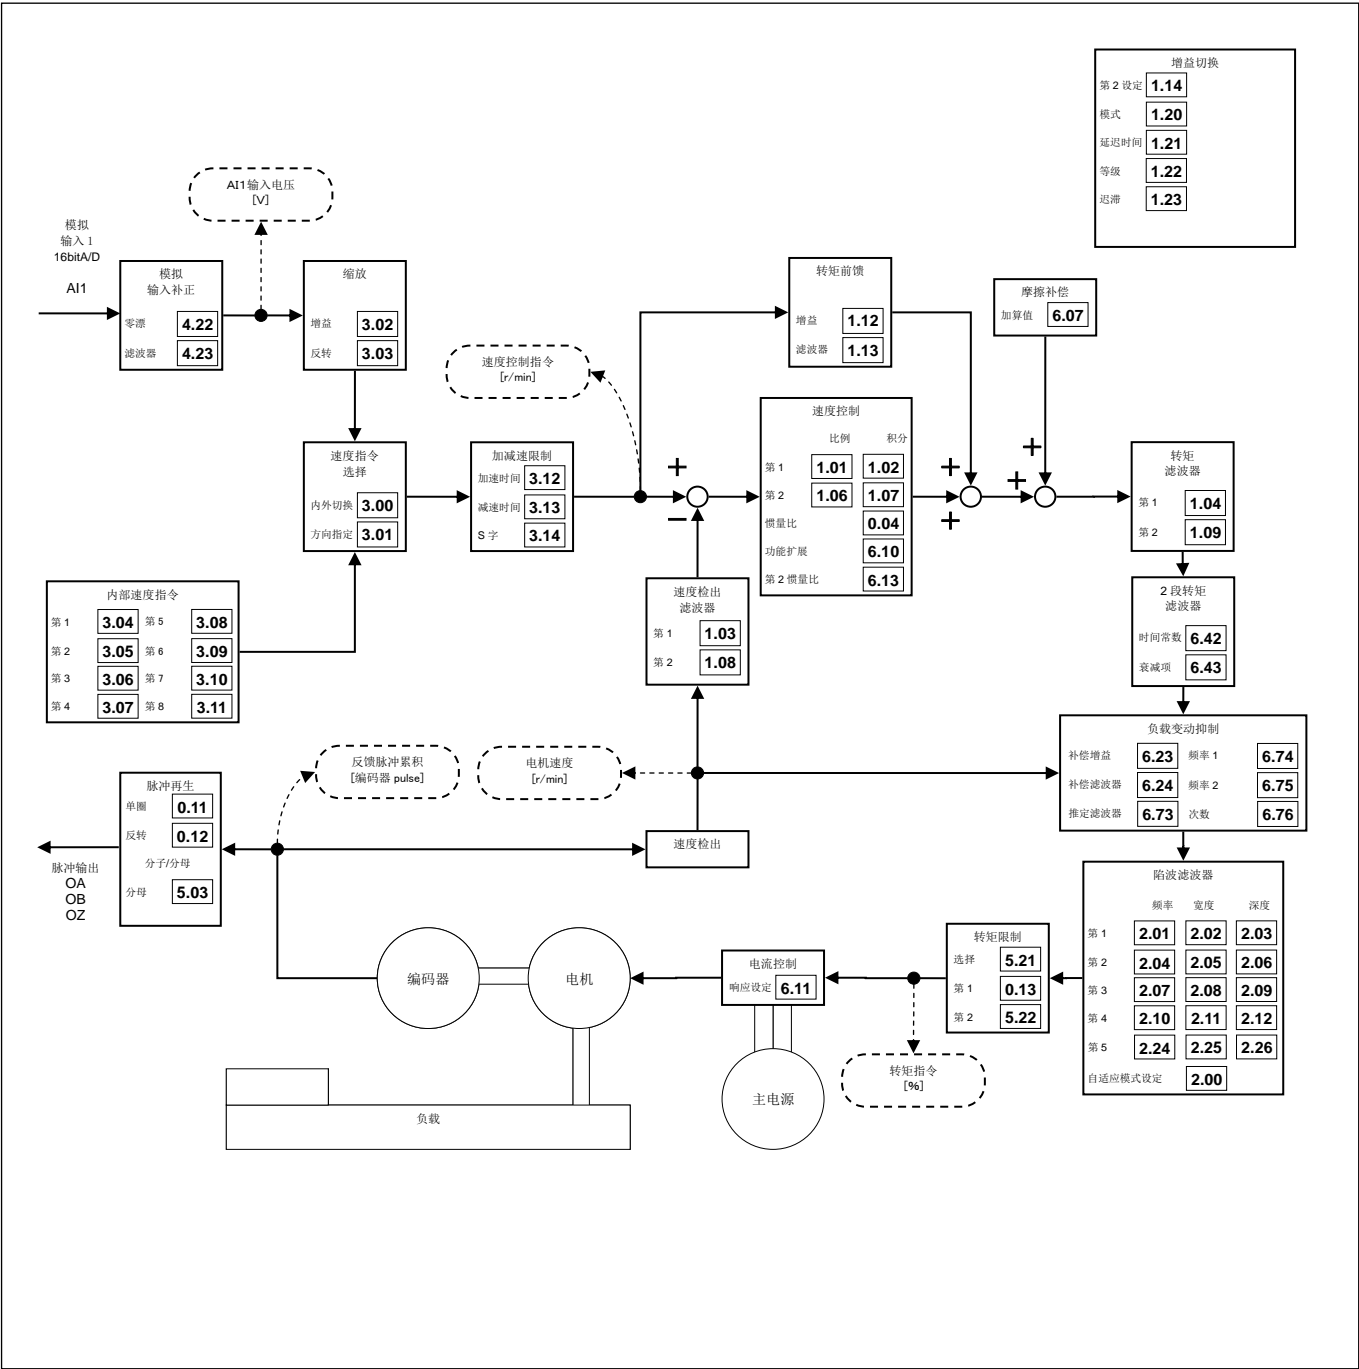 增益切换
第 2 设定 1.14
模式 1.20
延迟时间 1.21
等级 1.22
迟滞 1.23
AI1输入电压
[V]
模拟
输入 1
16bitA/D
AI1
模拟
输入补正
零漂 4.22
滤波器 4.23
缩放
增益 3.02
反转 3.03
速度控制指令
[r/min]
转矩前馈
增益 1.12
滤波器 1.13
摩擦补偿
加算值 6.07
速度指令
选择
内外切换 3.00
方向指定 3.01
加减速限制
加速时间 3.12
减速时间 3.13
S 字 3.14
+
−
速度控制
比例 积分
第 1 1.01 1.02
第 2 1.06 1.07
惯量比 0.04
功能扩展 6.10
第 2 惯量比 6.13
+
+
+
+
转矩
滤波器
第 1 1.04
第 2 1.09
内部速度指令
第 1 3.04 第 5 3.08
第 2 3.05 第 6 3.09
第 3 3.06 第 7 3.10
第 4 3.07 第 8 3.11
速度检出
滤波器
第 1 1.03
第 2 1.08
2 段转矩
滤波器
时间常数 6.42
衰减项 6.43
负载变动抑制
补偿增益 6.23 频率 1 6.74
补偿滤波器 6.24 频率 2 6.75
推定滤波器 6.73 次数 6.76
反馈脉冲累积
[编码器 pulse]
电机速度
[r/min]
脉冲再生
单圈 0.11
反转 0.12
分子/分母
分母 5.03
脉冲输出
OA
OB
OZ
速度检出
陷波滤波器
频率 宽度 深度
第 1 2.01 2.02 2.03
第 2 2.04 2.05 2.06
第 3 2.07 2.08 2.09
第 4 2.10 2.11 2.12
第 5 2.24 2.25 2.26
自适应模式设定 2.00
转矩限制
选择 5.21
第 1 0.13
第 2 5.22
电流控制
响应设定 6.11
编码器
电机
转矩指令
[%]
主电源
负载